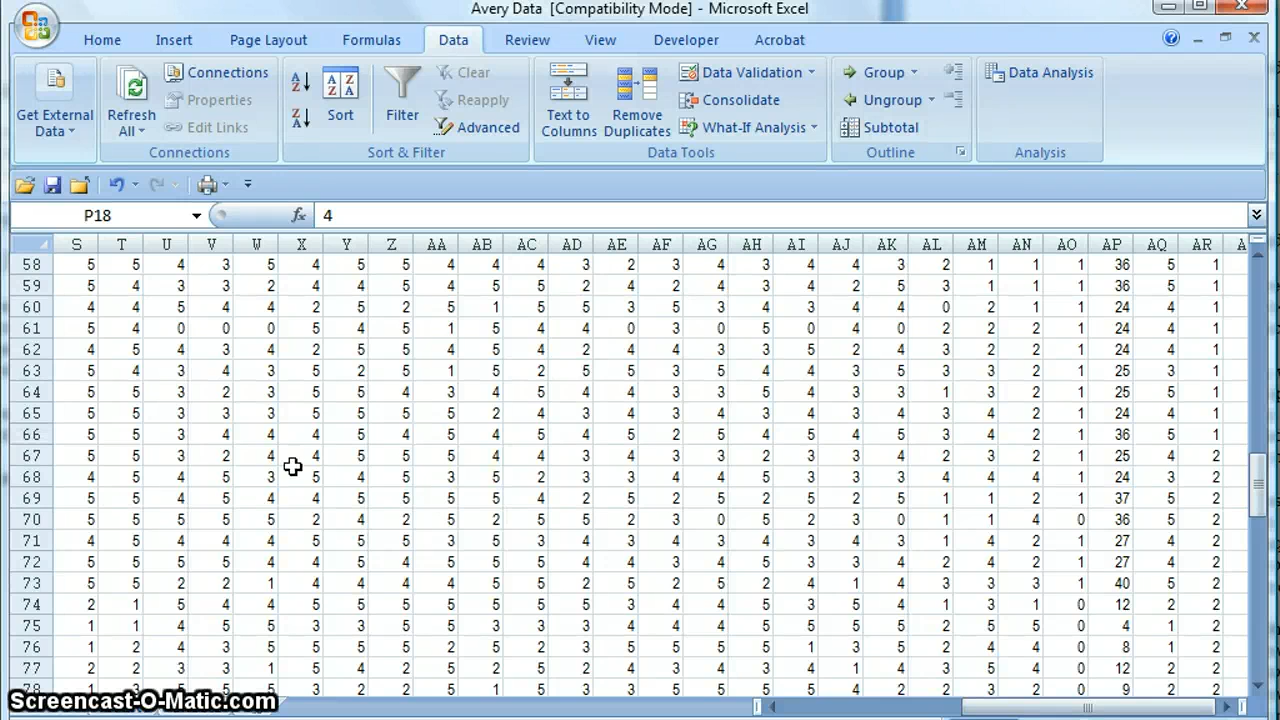 Avery Data [Compatibility Mode] - Microsoft Excel
Home Insert Page Layout Formulas Data Review View Developer Acrobat
Get External Data Refresh All Connections Properties Edit Links Sort Filter Clear Reapply Advanced Text to Columns Remove Duplicates Data Validation Consolidate What-If Analysis Group Ungroup Subtotal Data Analysis
Connections Sort & Filter Data Tools Outline Analysis
P18 fx 4
S T U V W X Y Z AA AB AC AD AE AF AG AH AI AJ AK AL AM AN AO AP AQ AR A
58 5 5 4 3 5 4 5 5 4 4 4 3 2 3 4 3 4 4 3 2 1 1 1 36 5 1
59 5 4 3 3 2 4 4 5 4 5 5 2 4 2 4 3 4 2 5 3 1 1 1 36 5 1
60 4 4 5 4 4 2 5 2 5 1 5 5 3 5 3 4 3 4 4 0 2 1 1 24 4 1
61 5 4 0 0 0 5 4 5 1 5 4 4 0 3 0 5 0 4 0 2 2 2 1 24 4 1
62 4 5 4 3 4 2 5 5 4 5 4 2 4 4 3 3 5 2 4 3 2 2 1 24 4 1
63 5 4 3 4 3 5 2 5 1 5 2 5 5 3 5 4 4 3 5 3 3 2 1 25 3 1
64 5 5 3 2 3 5 5 4 3 4 5 4 4 3 5 4 4 3 3 1 3 2 1 25 5 1
65 5 5 3 3 3 5 5 5 5 2 4 3 4 3 4 3 4 3 4 3 4 2 1 24 4 1
66 5 5 3 4 4 4 5 4 5 4 5 4 5 2 5 4 5 4 5 3 4 2 1 36 5 1
67 5 5 3 2 4 4 5 5 5 4 4 3 4 3 3 2 3 3 4 2 3 2 1 25 4 2
68 4 5 4 5 3 5 4 5 3 5 2 3 3 4 4 5 3 3 3 4 4 4 1 24 3 2
69 5 5 4 5 4 4 5 5 5 5 4 2 5 2 5 2 5 2 5 1 1 2 1 37 5 2
70 5 5 5 5 5 2 4 2 5 2 5 5 2 3 0 5 2 3 0 1 1 4 0 36 5 2
71 4 5 4 4 4 5 5 5 3 5 3 4 3 4 3 4 3 4 3 1 4 2 1 27 4 2
72 5 5 5 5 4 4 5 4 5 5 5 4 4 3 4 5 3 3 4 2 4 2 1 27 4 2
73 5 5 2 2 1 4 4 4 4 5 5 2 5 2 5 2 4 1 4 3 3 3 1 40 5 2
74 2 1 5 4 4 5 5 5 5 5 5 5 3 4 4 5 3 5 4 1 3 1 0 12 2 2
75 1 1 4 5 5 3 3 5 5 3 3 3 4 4 4 5 5 5 5 2 5 5 0 4 1 2
76 1 2 4 3 5 5 5 5 2 5 2 3 5 5 5 5 1 3 5 2 4 4 0 8 1 2
77 2 2 3 3 1 5 4 2 5 5 2 4 3 4 3 4 3 1 4 4 3 5 4 0 12 2 2
Screencast-O-Matic.com